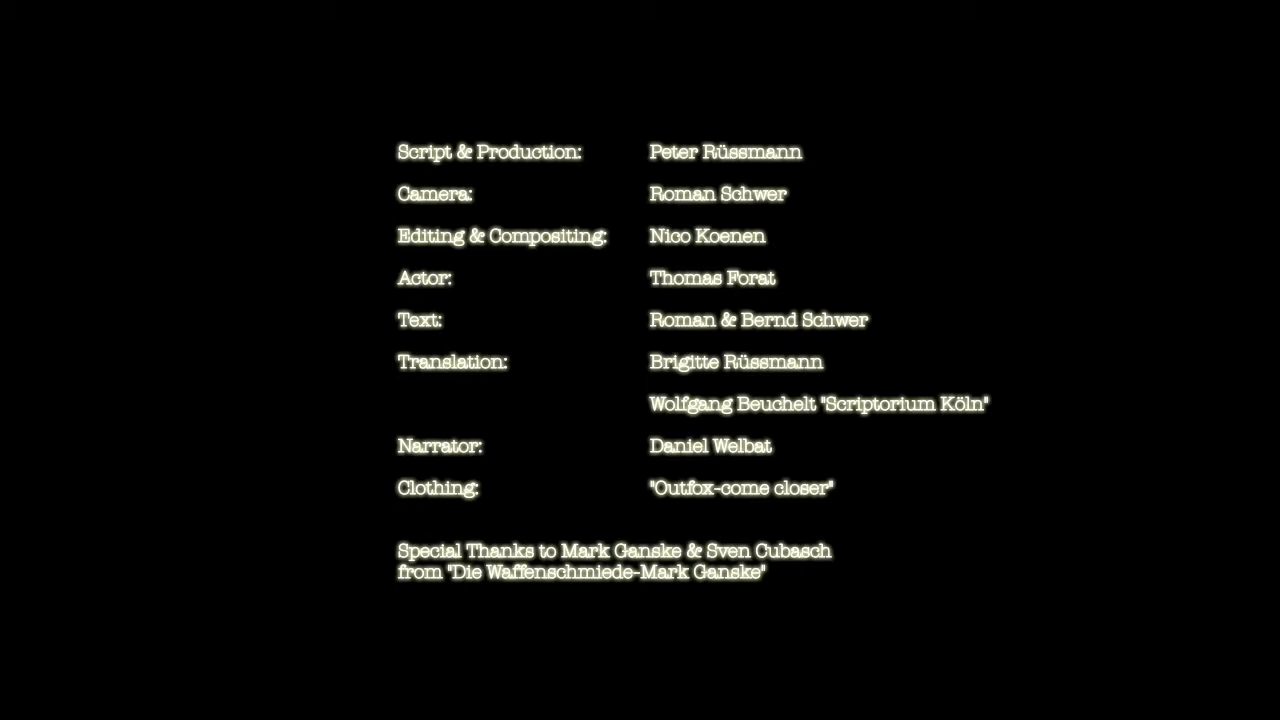 Script & Production: Peter Rüssmann
Camera: Roman Schwer
Editing & Compositing: Nico Koenen
Actor: Thomas Forat
Text: Roman & Bernd Schwer
Translation: Brigitte Rüssmann
Wolfgang Beuchelt "Scriptorium Köln"
Narrator: Daniel Welbat
Clothing: "Outfox-come closer"
Special Thanks to Mark Ganske & Sven Cubasch
from "Die Waffenschmiede-Mark Ganske"